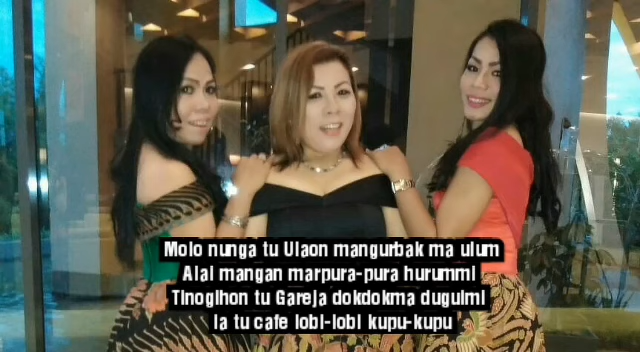 Molo nunga tu Ulaon mangurbak ma ulum
Alai mangan marpura-pura hurummi
Tinogihon tu Gareja dokdokma dugulmi
Ia tu cafe lobi-lobi kupu-kupu